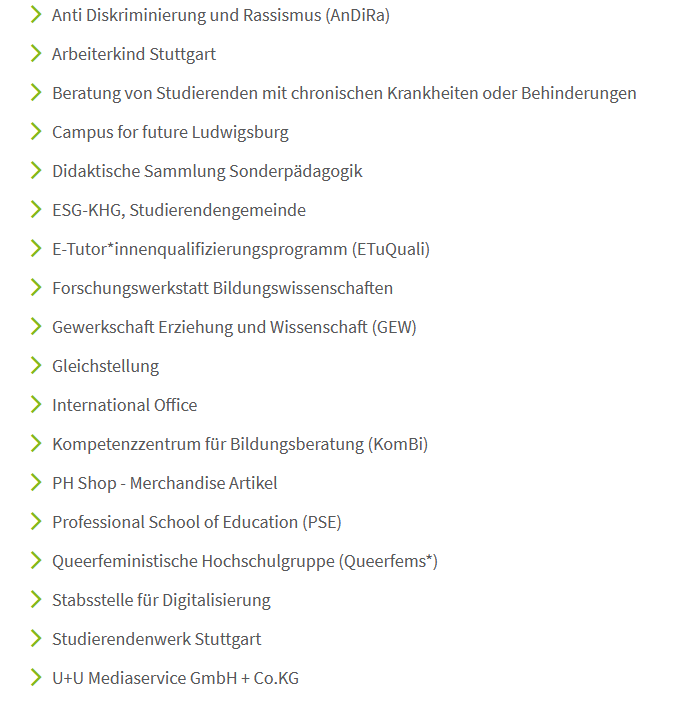 Anti Diskriminierung und Rassismus (AnDiRa)
Arbeiterkind Stuttgart
Beratung von Studierenden mit chronischen Krankheiten oder Behinderungen
Campus for future Ludwigsburg
Didaktische Sammlung Sonderpädagogik
ESG-KHG, Studierendengemeinde
E-Tutor*innenqualifizierungsprogramm (ETuQuali)
Forschungswerkstatt Bildungswissenschaften
Gewerkschaft Erziehung und Wissenschaft (GEW)
Gleichstellung
International Office
Kompetenzzentrum für Bildungsberatung (KomBi)
PH Shop - Merchandise Artikel
Professional School of Education (PSE)
Queerfeministische Hochschulgruppe (Queerfems*)
Stabsstelle für Digitalisierung
Studierendenwerk Stuttgart
U+U Mediaservice GmbH + Co.KG